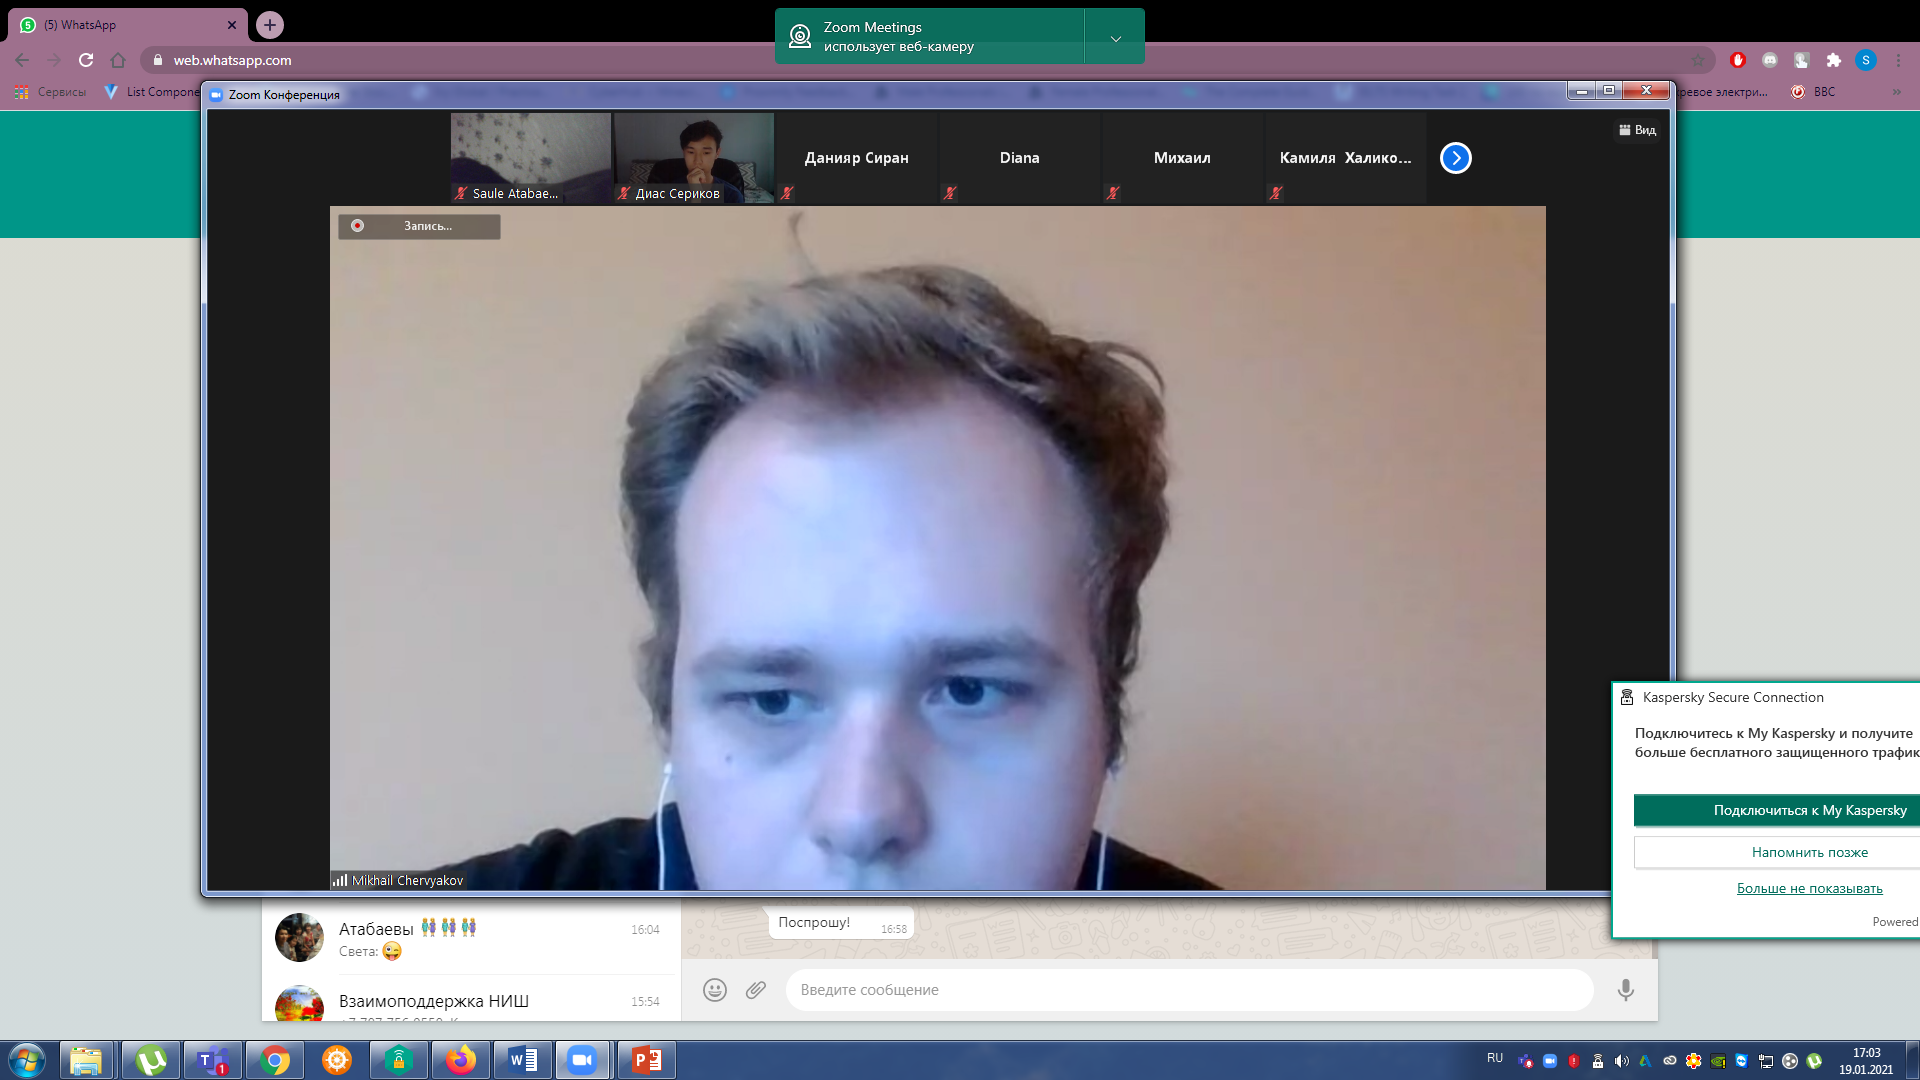 (5) WhatsApp
Zoom Meetings
использует веб-камеру
web.whatsapp.com
S
Сервисы
List Compone
BBC
Zoom Конференция
Вид
Saule Atabae...
Диас Сериков
Данияр Сиран
Diana
Михаил
Камиля Халико...
Запись...
Mikhail Chervyakov
Kaspersky Secure Connection
Подключитесь к My Kaspersky и получите
больше бесплатного защищенного трафик
Подключиться к My Kaspersky
Напомнить позже
Больше не показывать
Powered
Атабаевы
16:04
Света:
Поспрошу!
16:58
Взаимоподдержка НИШ
15:54
Введите сообщение
RU
17:03
19.01.2021